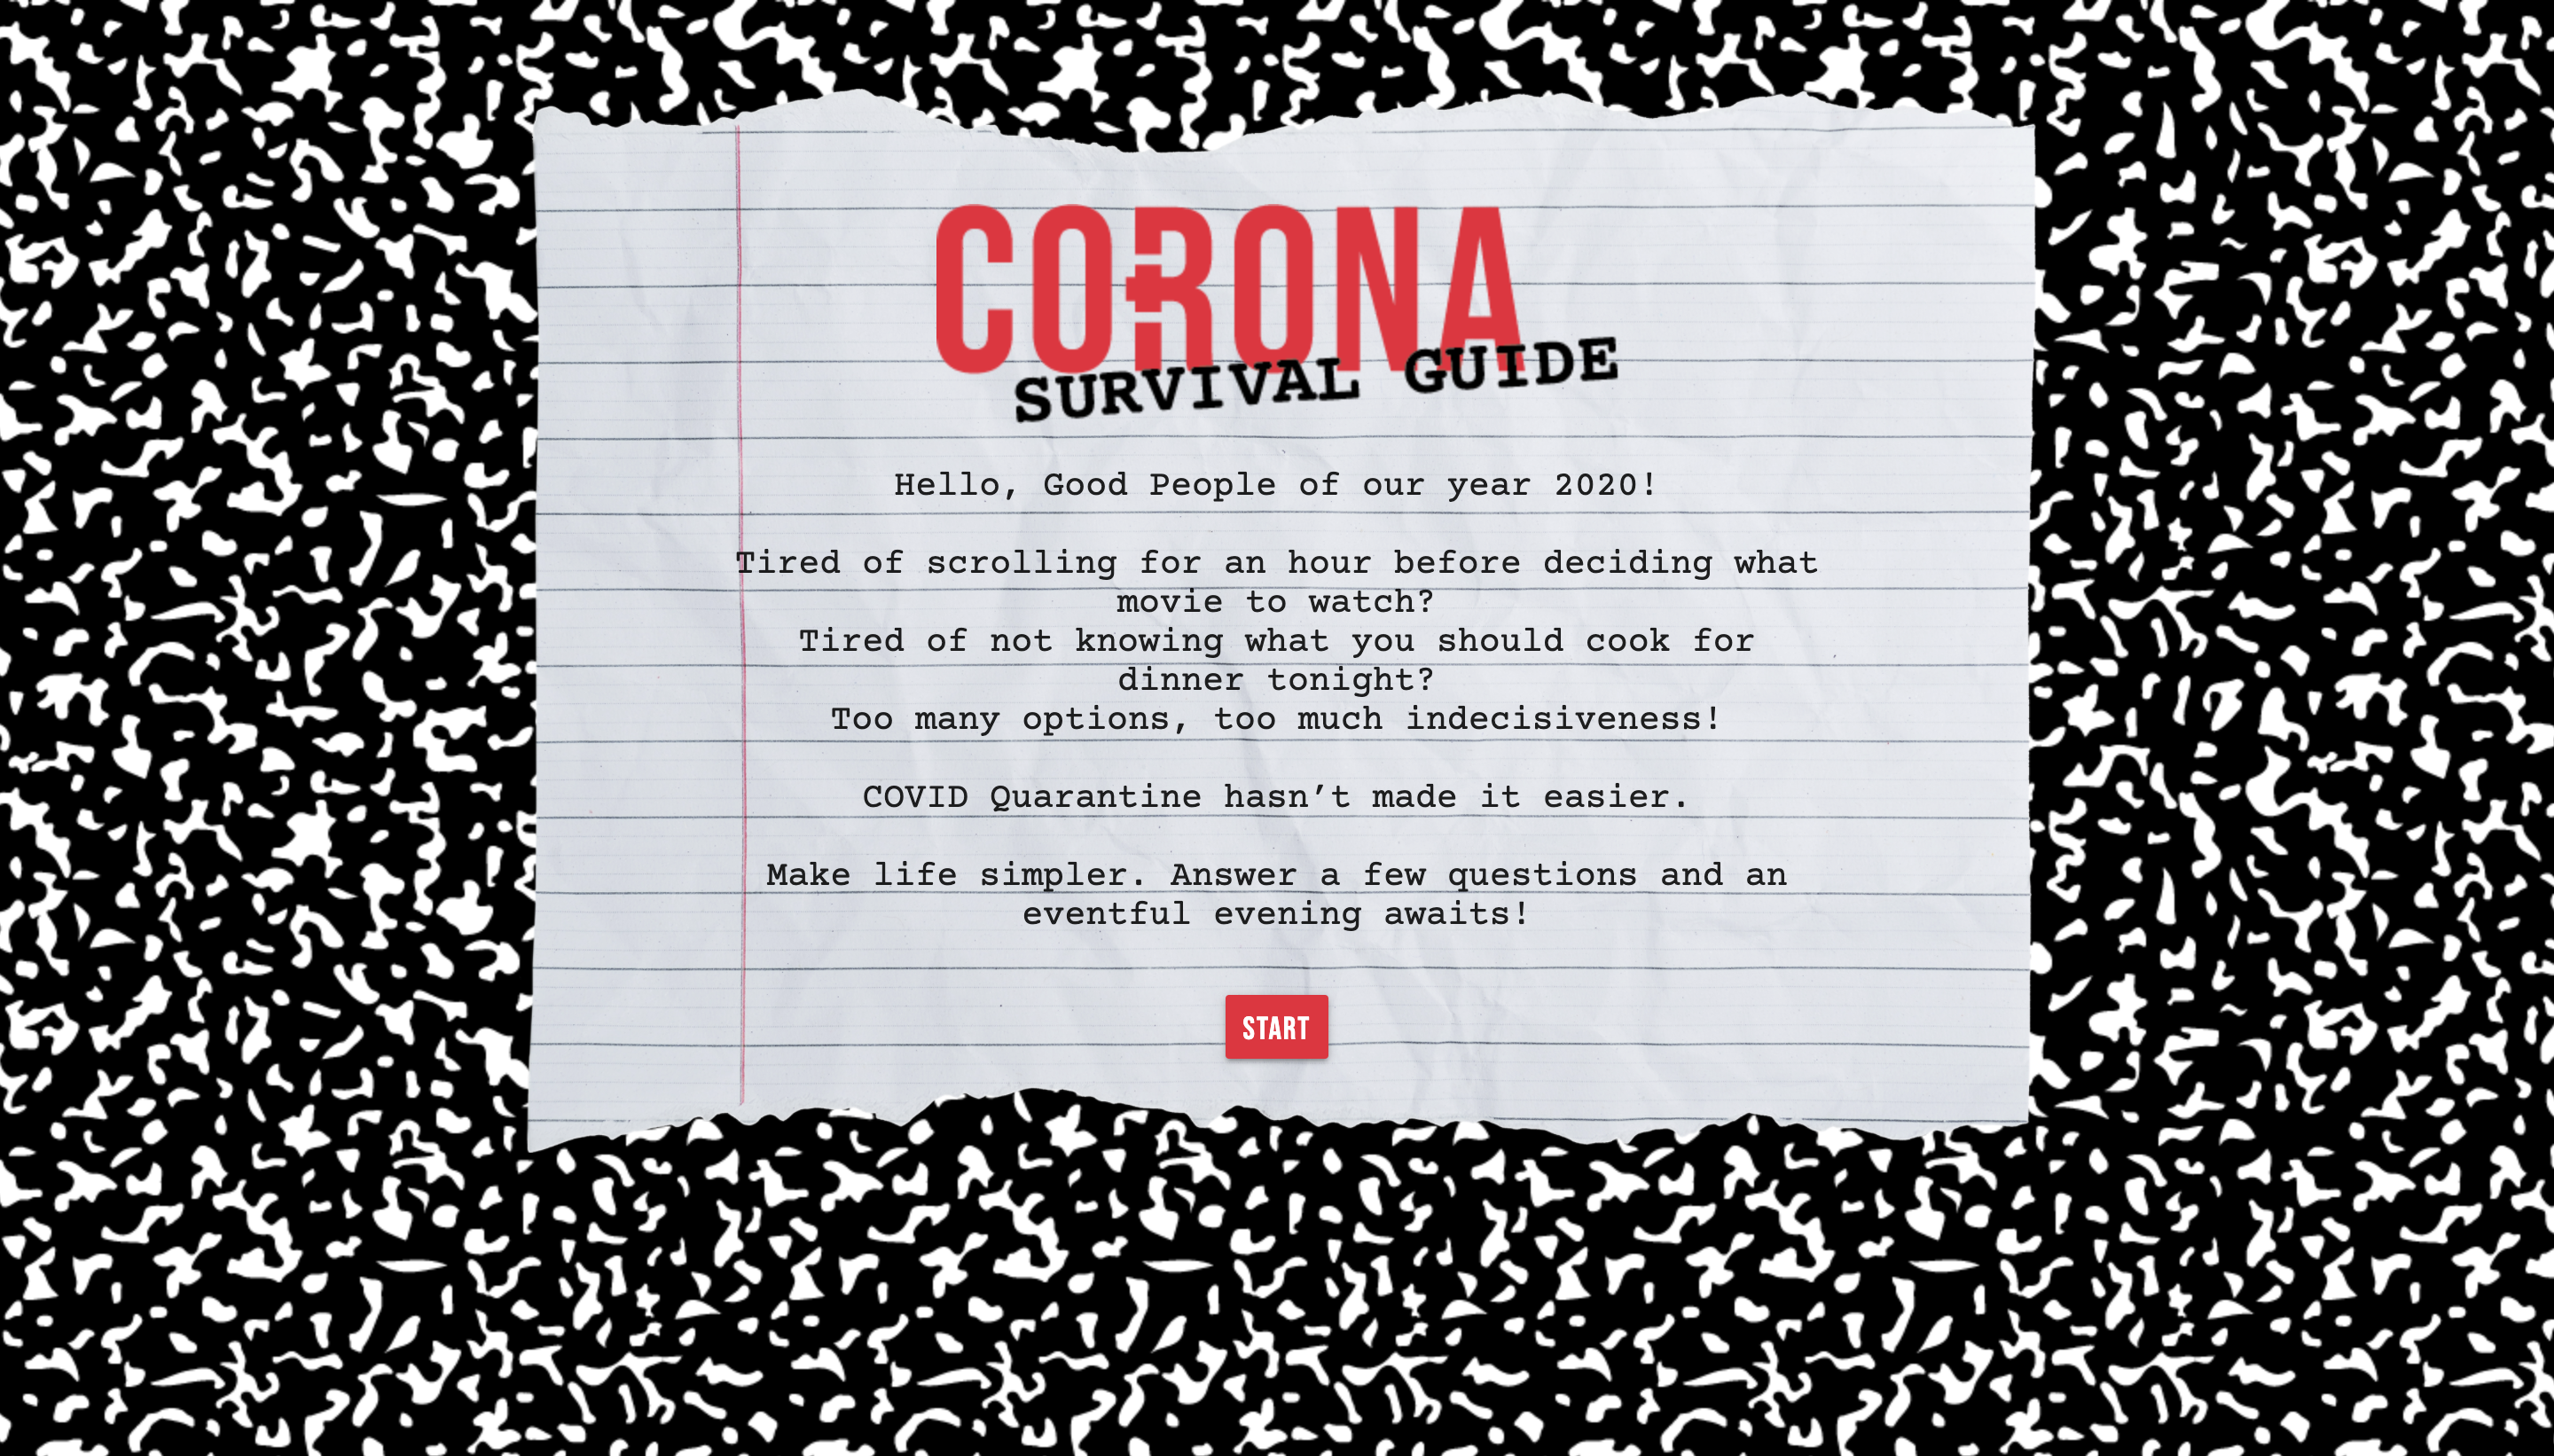 CORONA
SURVIVAL GUIDE
Hello, Good People of our year 2020!
Tired of scrolling for an hour before deciding what
movie to watch?
Tired of not knowing what you should cook for
dinner tonight?
Too many options, too much indecisiveness!
COVID Quarantine hasn’t made it easier.
Make life simpler. Answer a few questions and an
eventful evening awaits!
START